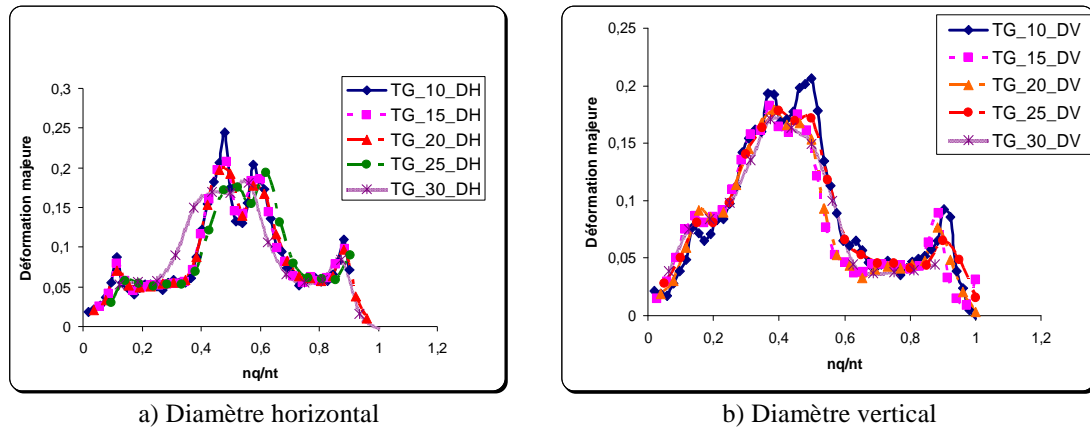 0,3
0,25
0,2
0,15
0,1
0,05
0
0 0,2 0,4 0,6 0,8 1 1,2
Déformation majeure
nq/nt
TG_10_DH
TG_15_DH
TG_20_DH
TG_25_DH
TG_30_DH
a) Diamètre horizontal
0,25
0,2
0,15
0,1
0,05
0
0 0,2 0,4 0,6 0,8 1 1,2
Déformation majeure
nq/nt
TG_10_DV
TG_15_DV
TG_20_DV
TG_25_DV
TG_30_DV
b) Diamètre vertical